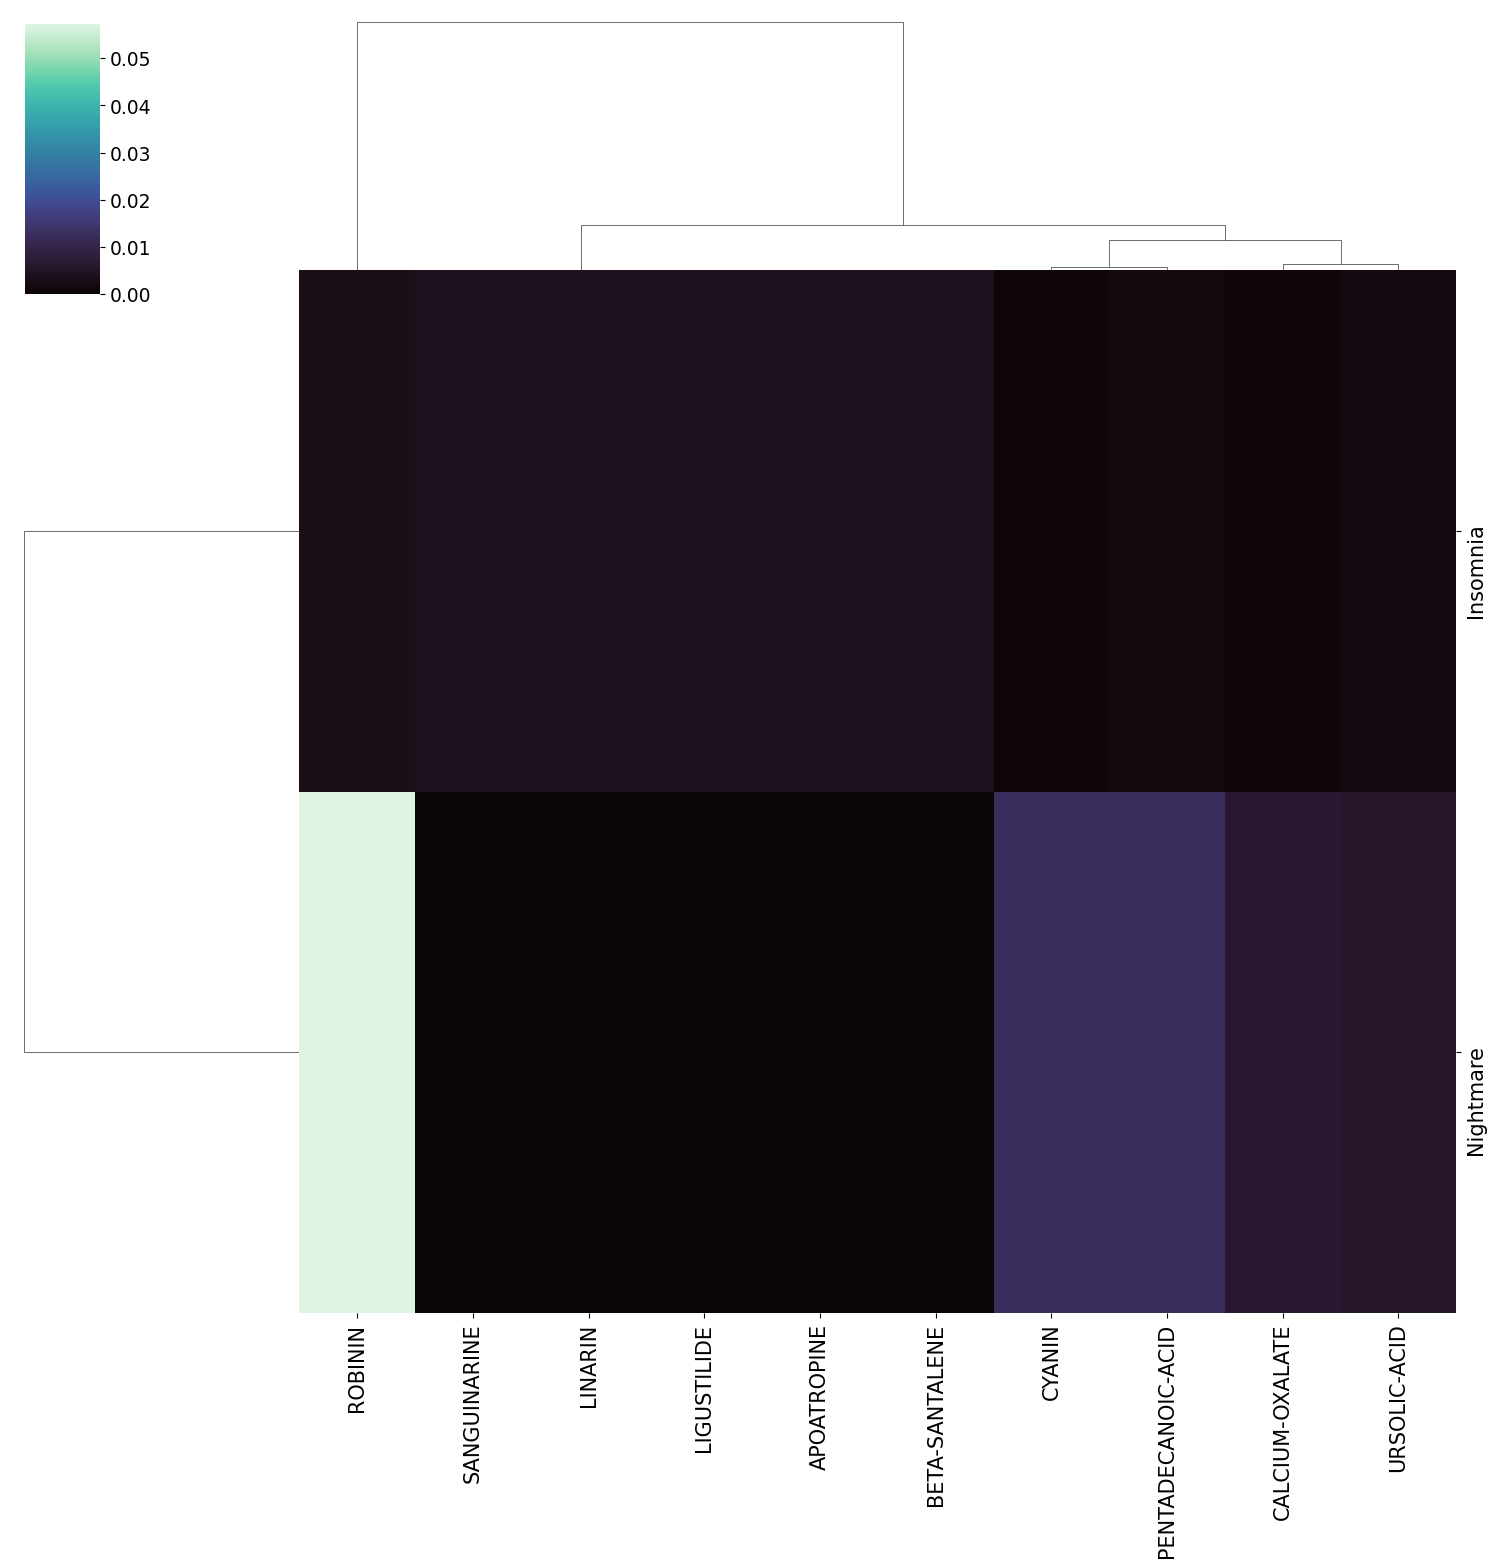 0.05
0.04
0.03
0.02
0.01
0.00
Insomnia
Nightmare
ROBININ
SANGUINARINE
LINARIN
LIGUSTILIDE
APOATROPINE
BETA-SANTALENE
CYANIN
PENTADECANOIC-ACID
CALCIUM-OXALATE
URSOLIC-ACID